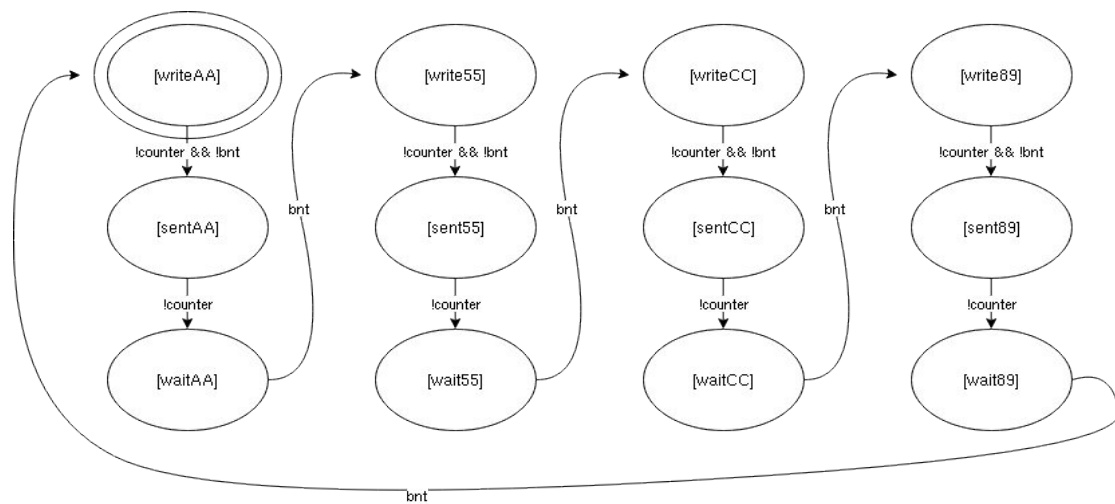 [writeAA]
[write55]
[writeCC]
[write89]
!counter && !bnt
!counter && !bnt
!counter && !bnt
!counter && !bnt
bnt
bnt
bnt
[sentAA]
[sent55]
[sentCC]
[sent89]
!counter
!counter
!counter
!counter
[waitAA]
[wait55]
[waitCC]
[wait89]
bnt